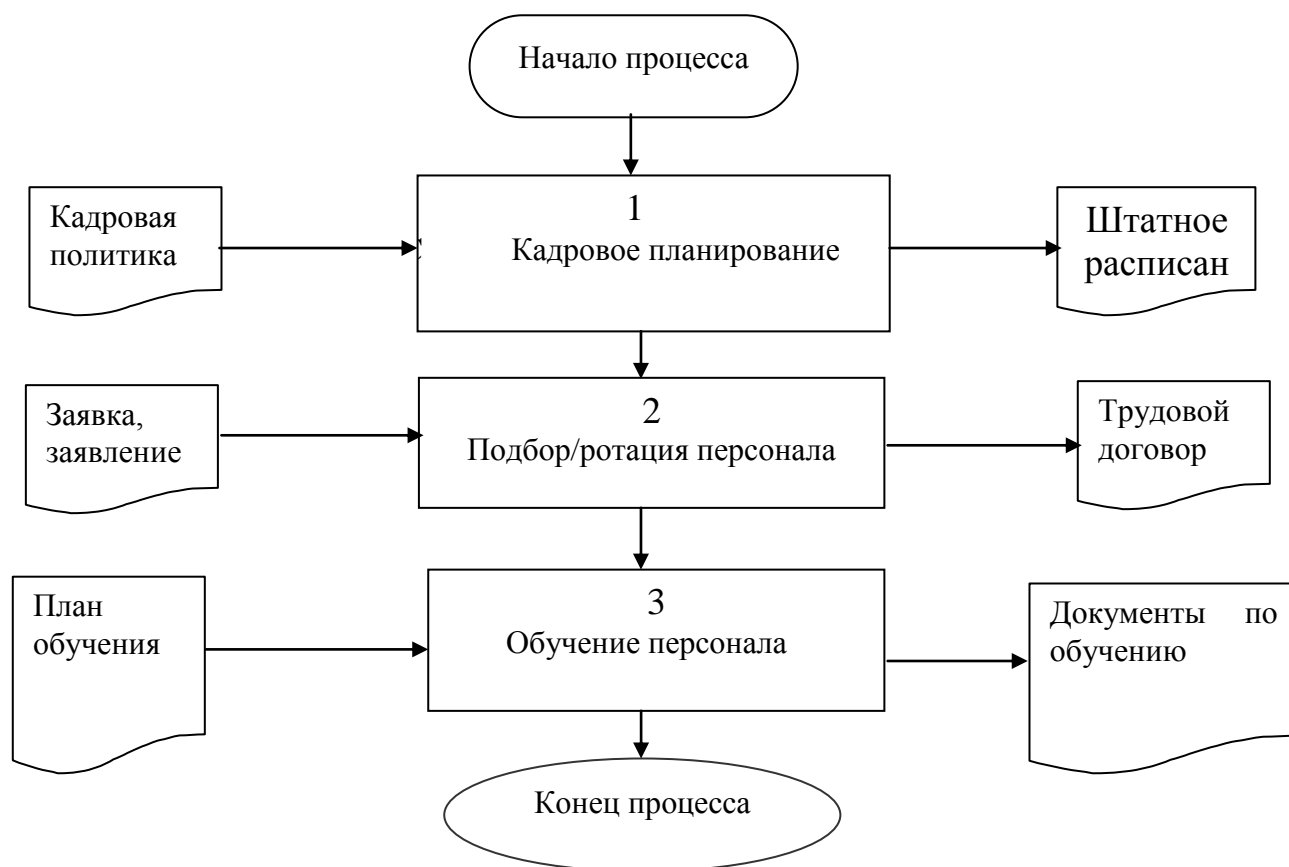 Начало процесса
Кадровая
политика
1
Кадровое планирование
Штатное
расписан
Заявка,
заявление
2
Подбор/ротация персонала
Трудовой
договор
План
обучения
3
Обучение персонала
Документы по
обучению
Конец процесса